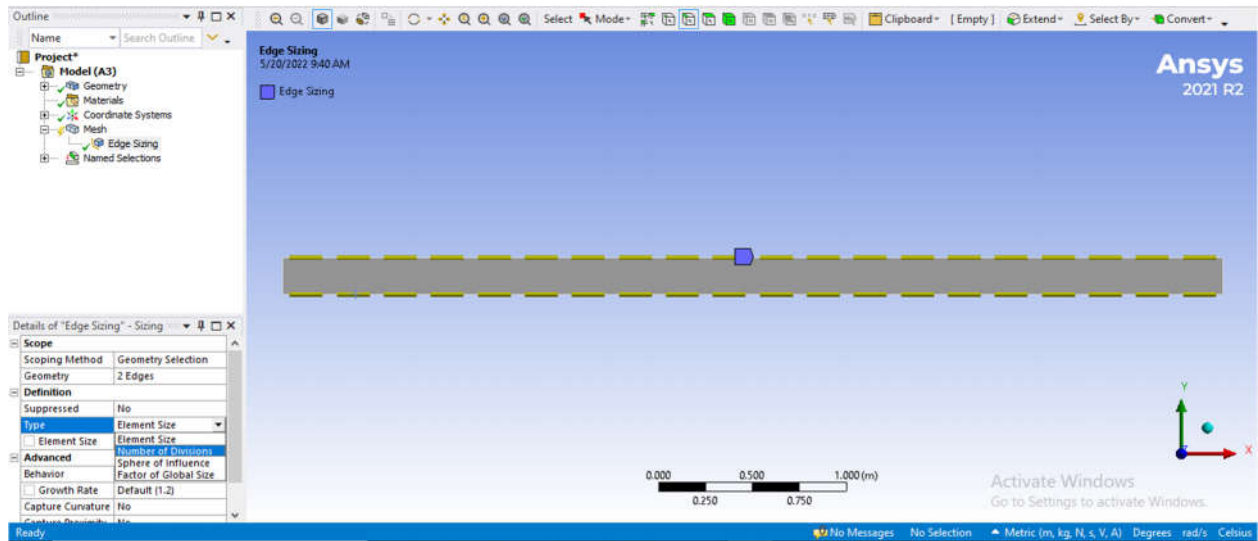 Outline
Select Mode Clipboard [Empty] Extend Select By Convert
Name Search Outline
Project*
Model (A3)
Geometry
Materials
Coordinate Systems
Mesh
Edge Sizing
Named Selections
Edge Sizing
5/20/2022 9:40 AM
Edge Sizing
Ansys
2021 R2
Details of "Edge Sizing" - Sizing
Scope
Scoping Method Geometry Selection
Geometry 2 Edges
Definition
Suppressed No
Type Element Size
Element Size Element Size
Number of Divisions
Advanced Sphere of Influence
Behavior Factor of Global Size
Growth Rate Default (1.2)
Capture Curvature No
Capture Proximity No
0.000 0.500 1.000 (m)
0.250 0.750
Y
X
Activate Windows
Go to Settings to activate Windows.
Ready No Messages No Selection Metric (m, kg, N, s, V, A) Degrees rad/s Celsius